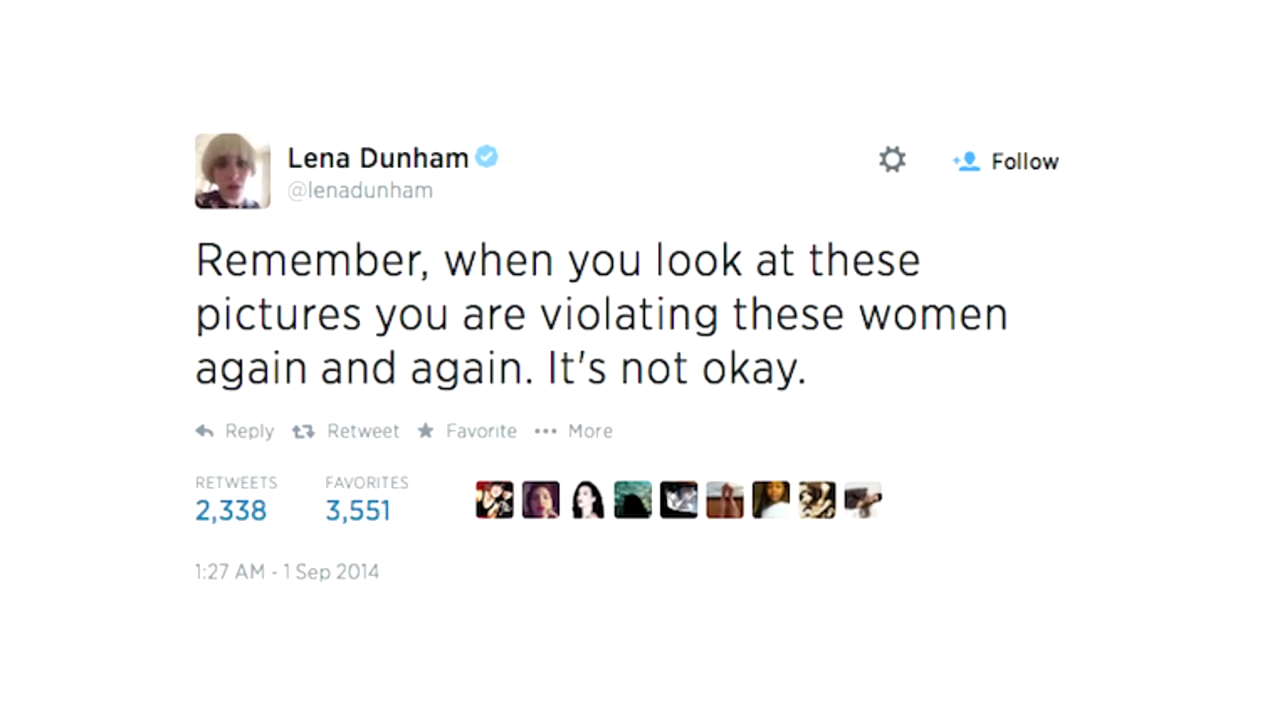 Lena Dunham
Follow
@lenadunham
Remember, when you look at these
pictures you are violating these women
again and again. It's not okay.
Reply Retweet Favorite ••• More
RETWEETS FAVORITES
2,338 3,551
1:27 AM - 1 Sep 2014